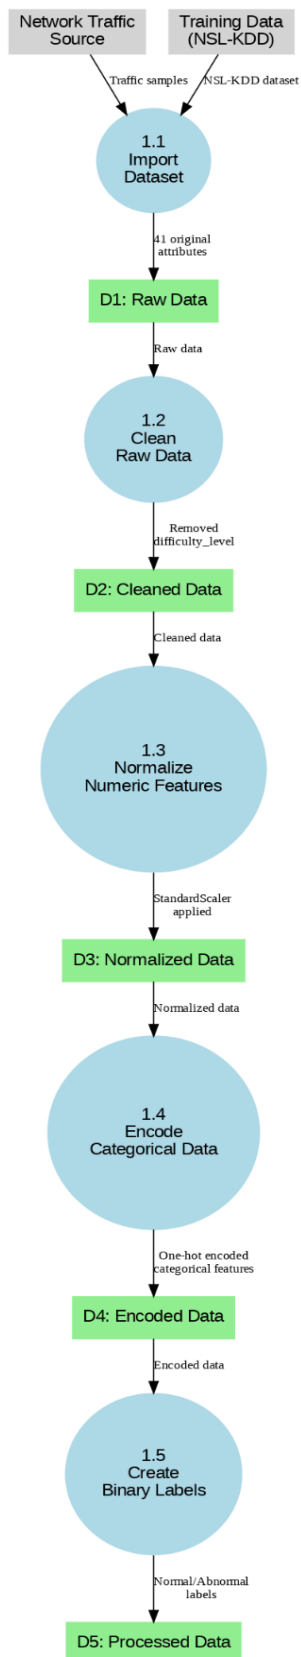 Network Traffic
Source
Training Data
(NSL-KDD)
Traffic samples
NSL-KDD dataset
1.1
Import
Dataset
41 original
attributes
D1: Raw Data
Raw data
1.2
Clean
Raw Data
Removed
difficulty_level
D2: Cleaned Data
Cleaned data
1.3
Normalize
Numeric Features
StandardScaler
applied
D3: Normalized Data
Normalized data
1.4
Encode
Categorical Data
One-hot encoded
categorical features
D4: Encoded Data
Encoded data
1.5
Create
Binary Labels
Normal/Abnormal
labels
D5: Processed Data